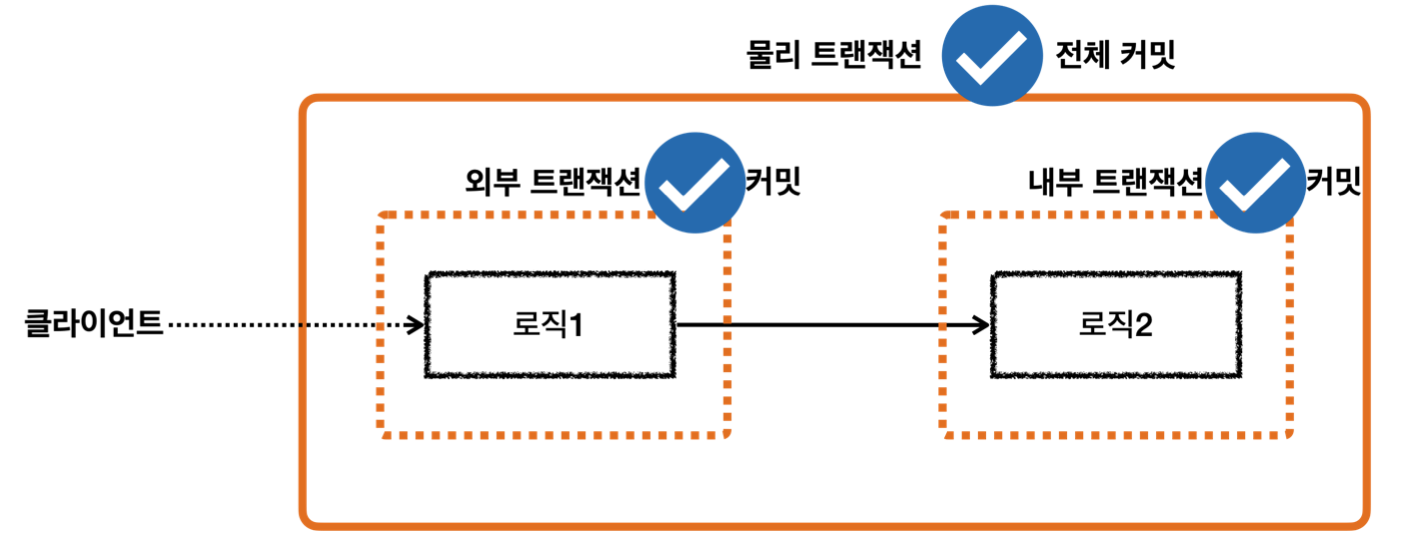 물리 트랜잭션 전체 커밋
외부 트랜잭션 커밋
내부 트랜잭션 커밋
클라이언트
로직1
로직2